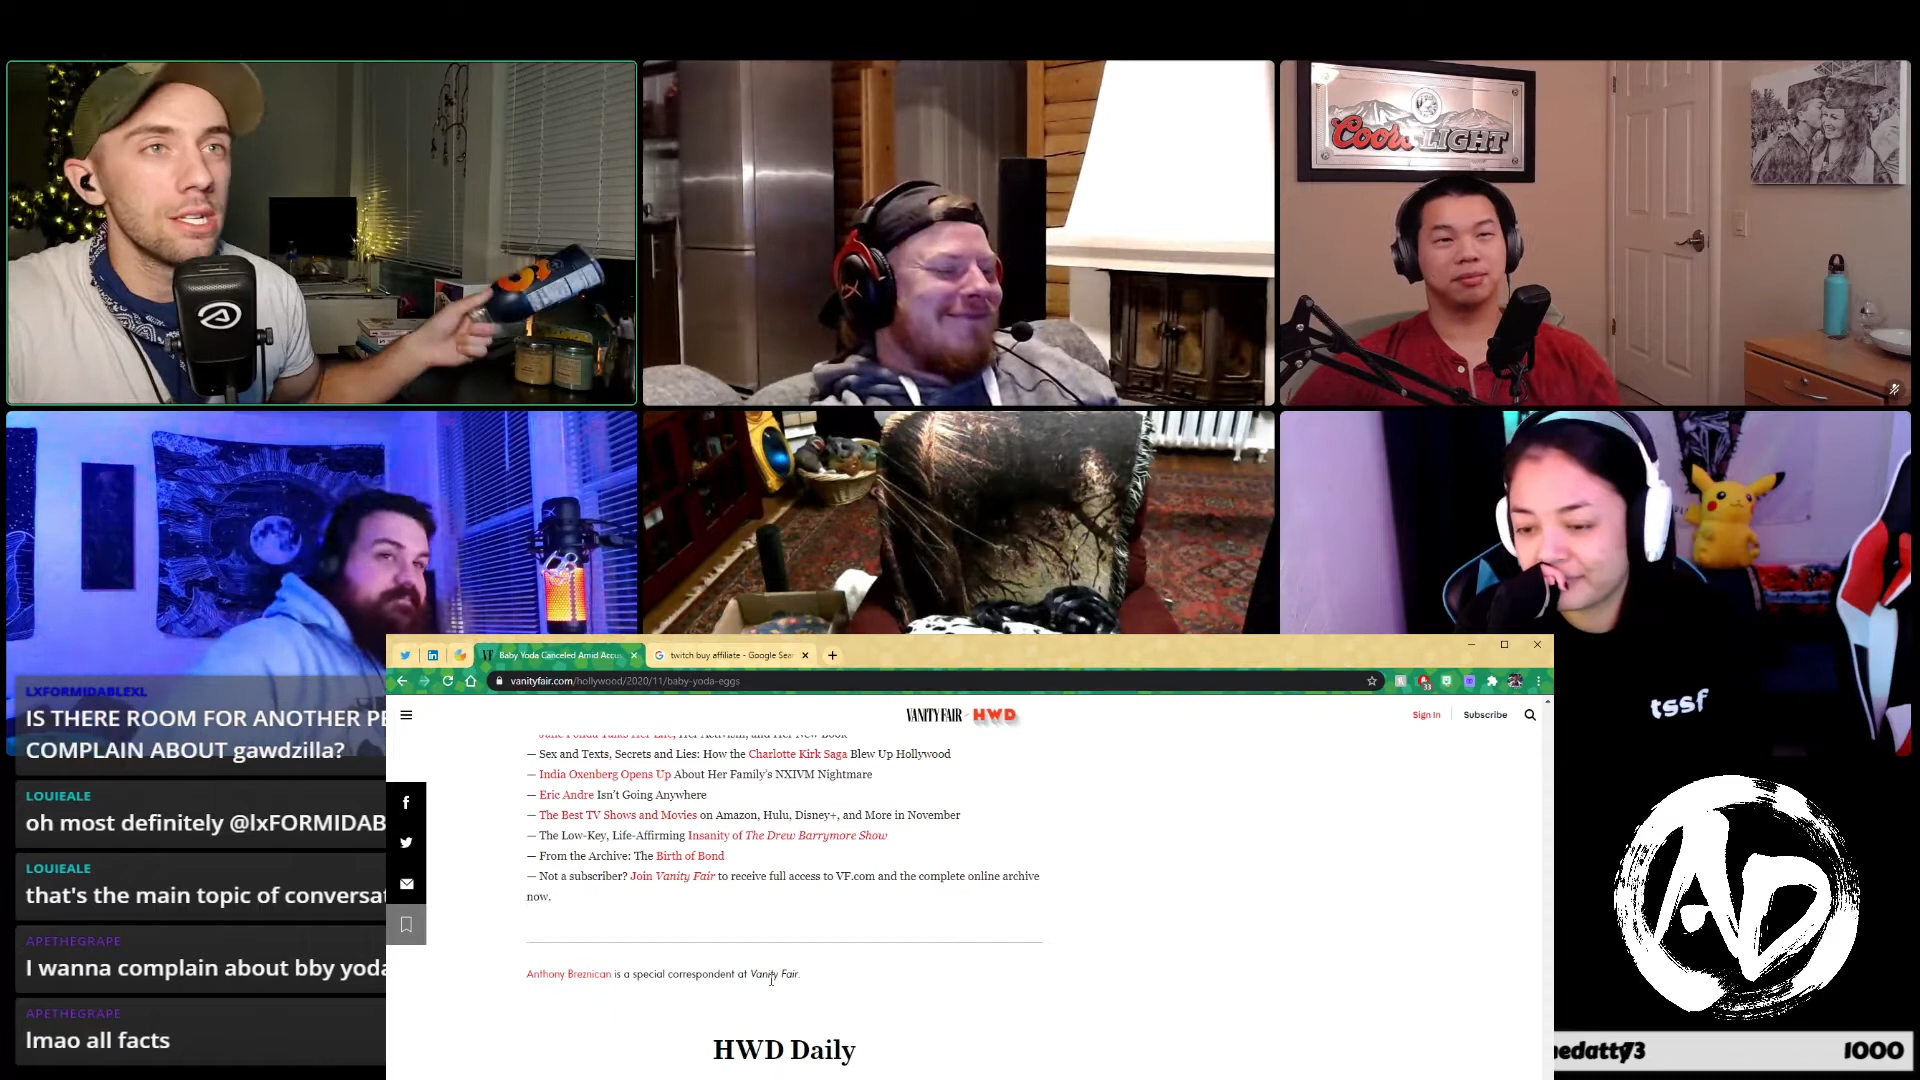 Coors LIGHT
tssf
LXFORMIDABLEXL
IS THERE ROOM FOR ANOTHER
COMPLAIN ABOUT gawdzilla?
LOUIEALE
oh most definitely @lxFORMIDAB
LOUIEALE
that's the main topic of
APETHEGRAPE
I wanna complain about bby
APETHEGRAPE
lmao all facts
Baby Yoda Canceled Amid
twitch buy affiliate - Google Sea
vanityfair.com/hollywood/2020/11/baby-yoda-eggs
33
VANITY FAIR HWD
Sign In
Subscribe
— Sex and Texts, Secrets and Lies: How the Charlotte Kirk Saga Blew Up Hollywood
— India Oxenberg Opens Up About Her Family's NXIVM Nightmare
— Eric Andre Isn't Going Anywhere
— The Best TV Shows and Movies on Amazon, Hulu, Disney+, and More in November
— The Low-Key, Life-Affirming Insanity of The Drew Barrymore Show
— From the Archive: The Birth of Bond
— Not a subscriber? Join Vanity Fair to receive full access to VF.com and the complete online archive
now.
Anthony Breznican is a special correspondent at Vanity Fair.
HWD Daily
AD
1000